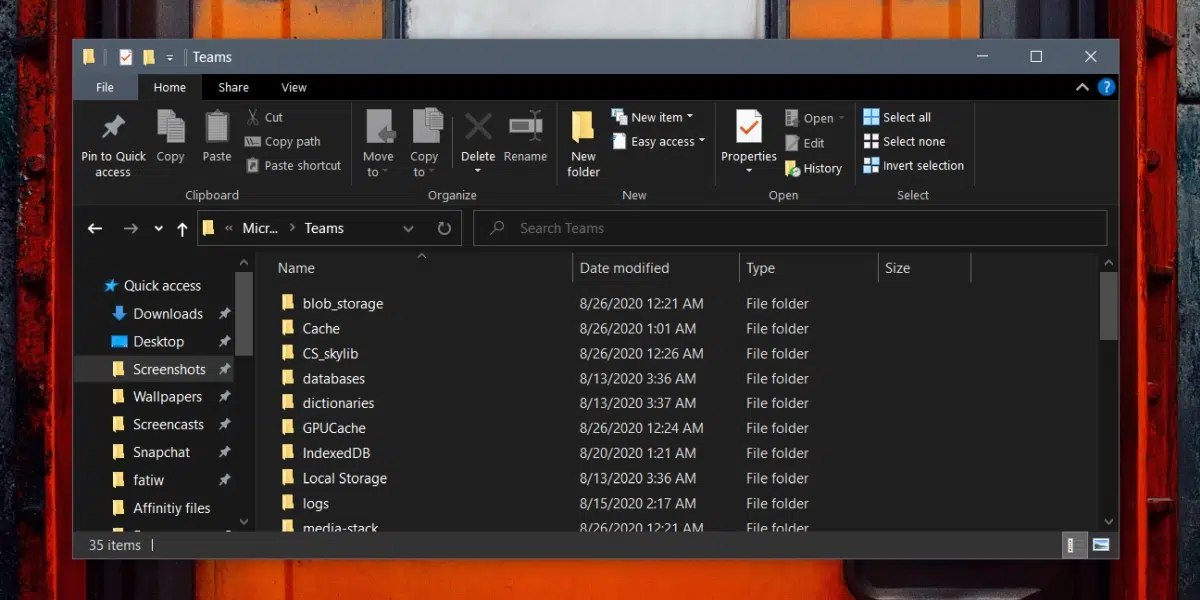 Teams
File Home Share View
Pin to Quick access
Copy
Paste
Cut
Copy path
Paste shortcut
Clipboard
Move to
Copy to
Delete
Rename
Organize
New folder
New item
Easy access
New
Properties
Open
Edit
History
Open
Select all
Select none
Invert selection
Select
« Micr... > Teams
Search Teams
Quick access
Downloads
Desktop
Screenshots
Wallpapers
Screencasts
Snapchat
fatiw
Affinitiy files
Name Date modified Type Size
blob_storage 8/26/2020 12:21 AM File folder
Cache 8/26/2020 1:01 AM File folder
CS_skylib 8/26/2020 12:26 AM File folder
databases 8/13/2020 3:36 AM File folder
dictionaries 8/13/2020 3:37 AM File folder
GPUCache 8/26/2020 12:24 AM File folder
IndexedDB 8/20/2020 1:21 AM File folder
Local Storage 8/13/2020 3:36 AM File folder
logs 8/15/2020 2:17 AM File folder
media-stack 8/26/2020 12:21 AM File folder
35 items